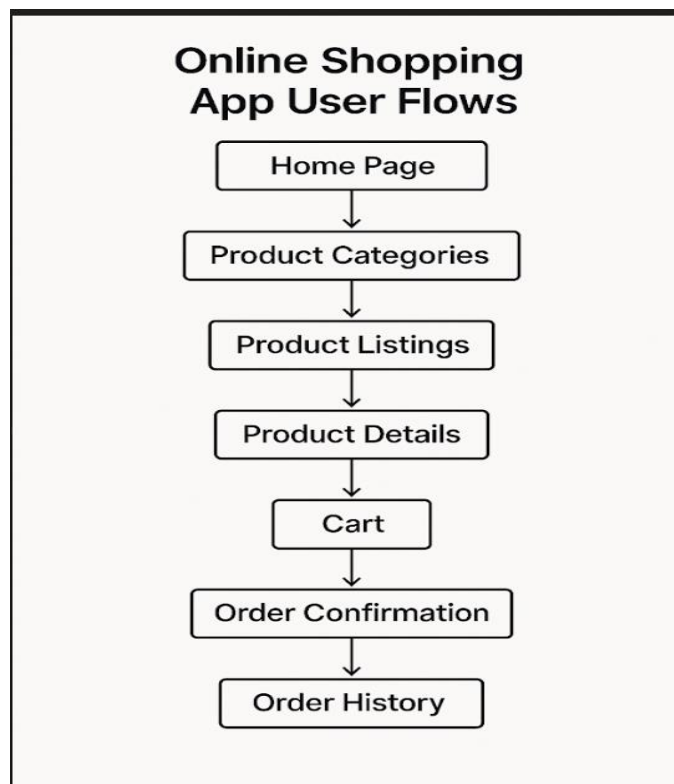 Online Shopping
App User Flows
Home Page
Product Categories
Product Listings
Product Details
Cart
Order Confirmation
Order History